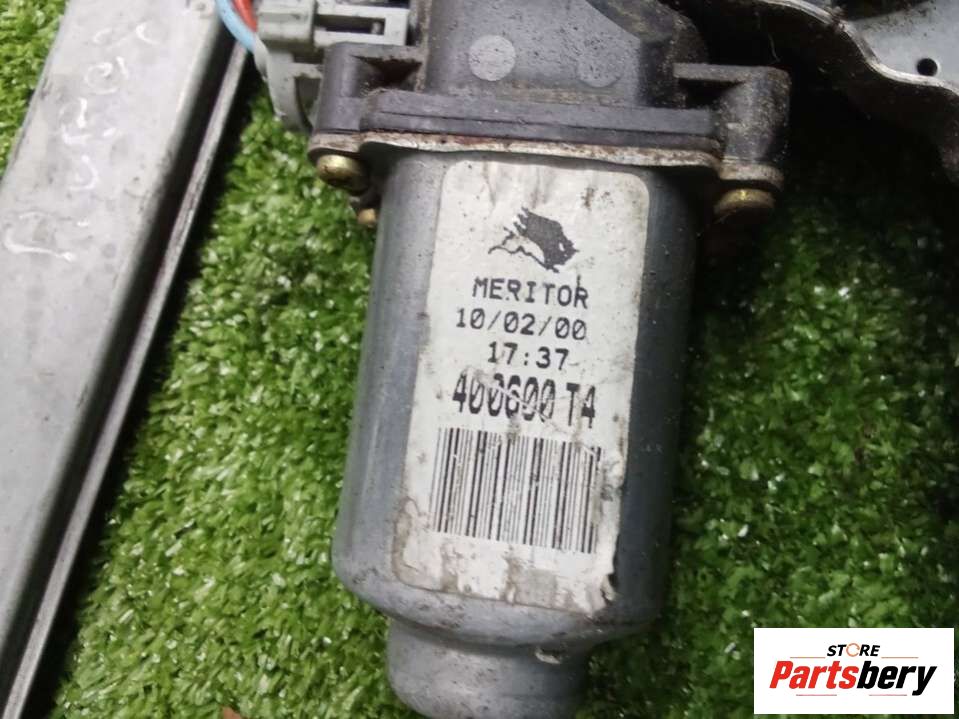 MERITOR
10/02/00
17:37
400600 T4
STORE
Partsbery